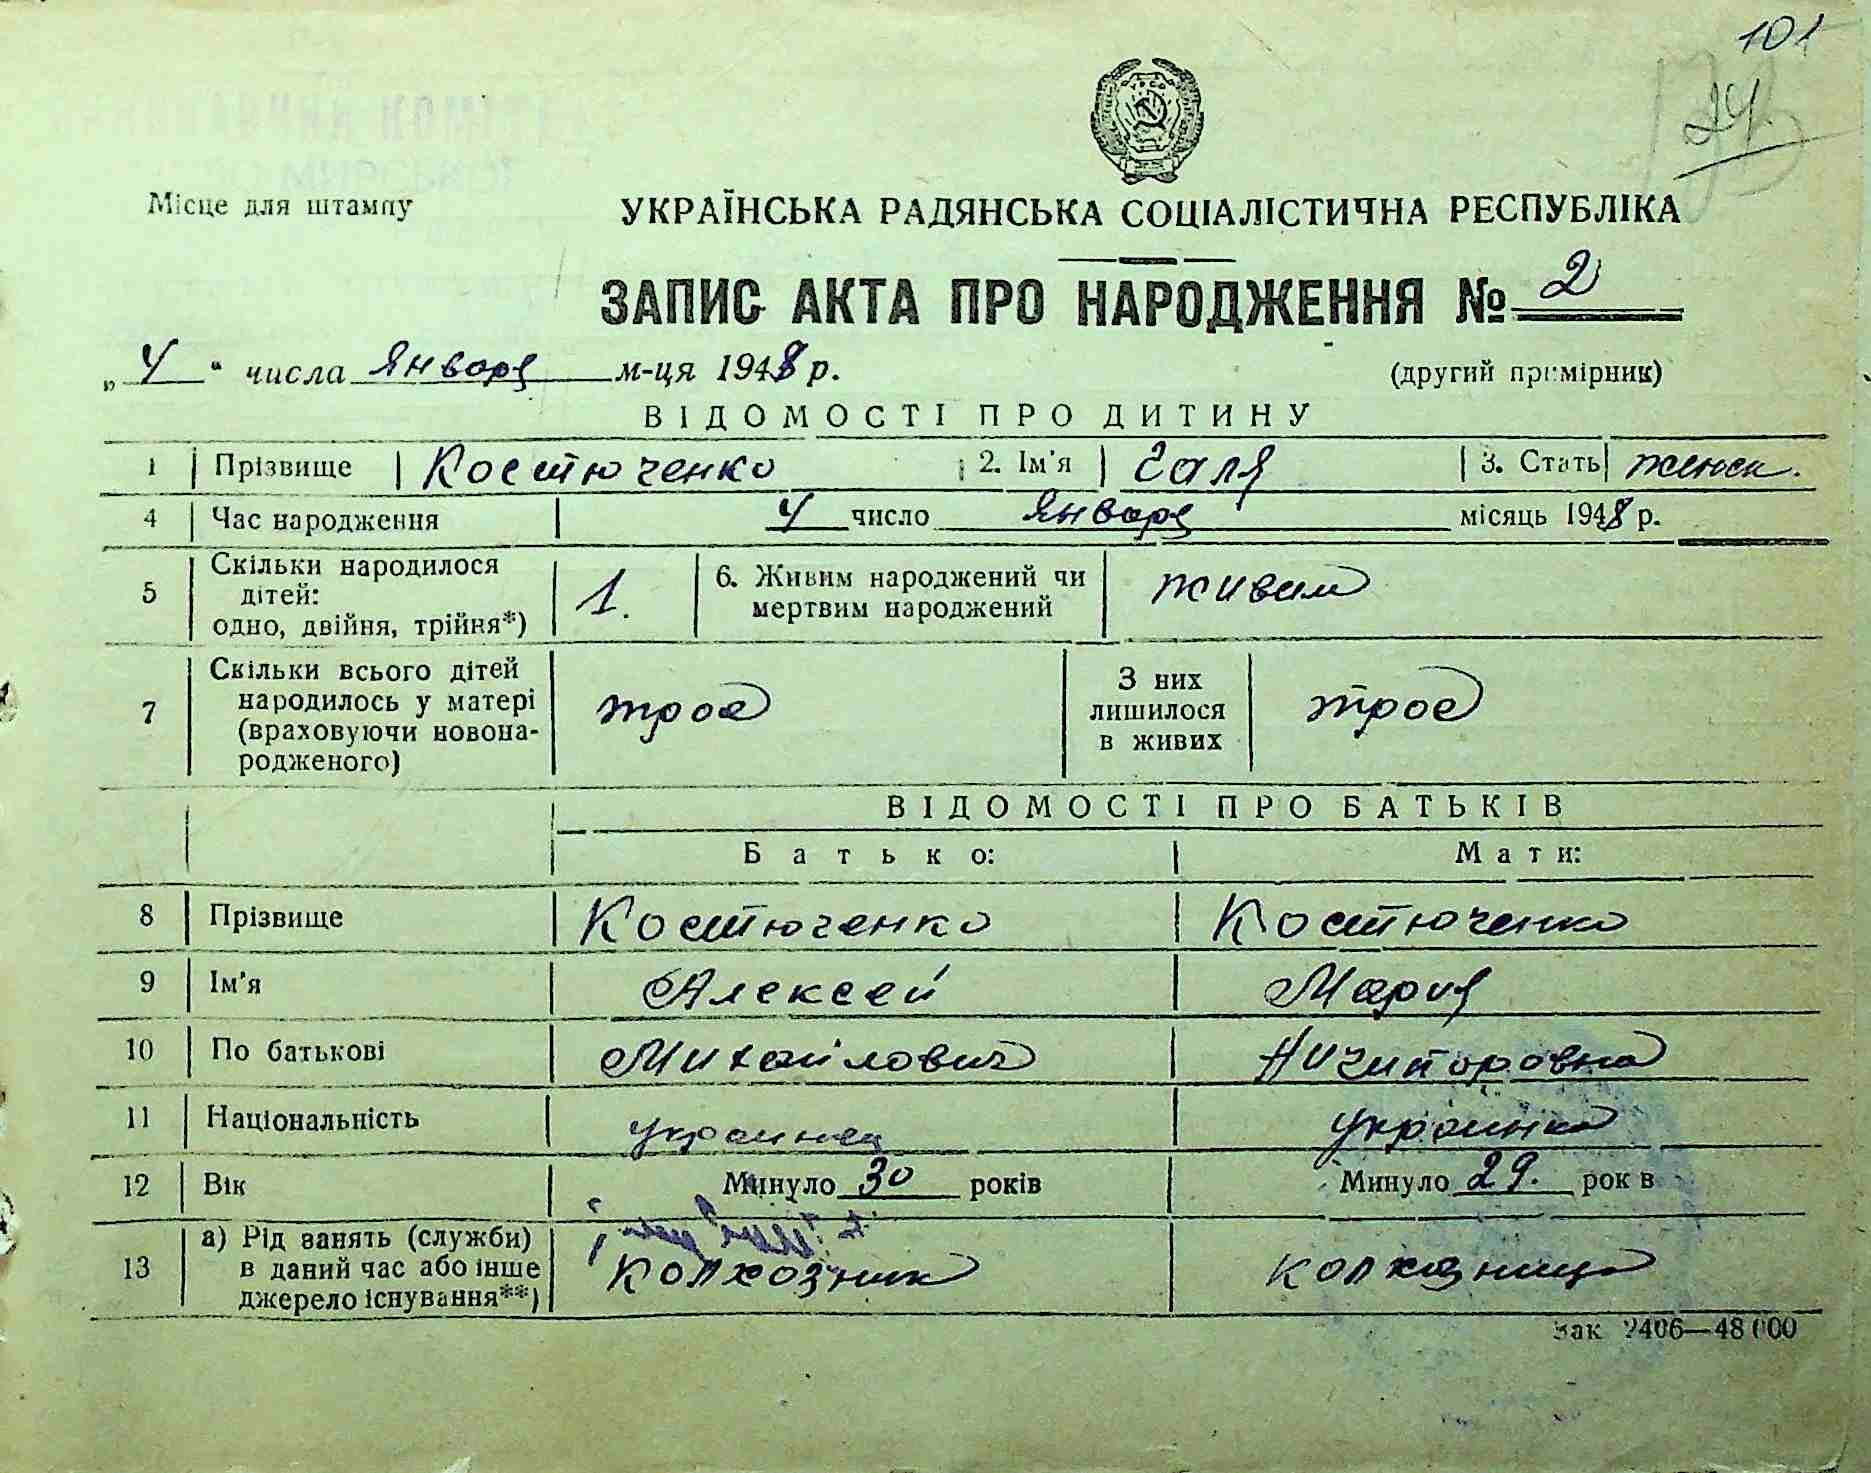 101
24
Місце для штампу
УКРАЇНСЬКА РАДЯНСЬКА СОЦІАЛІСТИЧНА РЕСПУБЛІКА
ЗАПИС АКТА ПРО НАРОДЖЕННЯ № 2
„ 4 “ числа Января м-ця 1948 р. (другий примірник)
ВІДОМОСТІ ПРО ДИТИНУ
1 Прізвище Костюченко 2. Ім'я Галя 3. Стать женск.
4 Час народження 4 число Января місяць 1948 р.
5 Скільки народилося дітей: одно, двійня, трійня*) 1. 6. Живим народжений чи мертвим народжений живим
7 Скільки всього дітей народилось у матері (враховуючи новонародженого) трое З них лишилося в живих трое
ВІДОМОСТІ ПРО БАТЬКІВ
Батько: Мати:
8 Прізвище Костюченко Костюченко
9 Ім'я Алексей Мария
10 По батькові Михайлович Ничипоровна
11 Національність украинец украинка
12 Вік Минуло 30 років Минуло 29. років
13 а) Рід занять (служби) в даний час або інше джерело існування**) колхозник колхозница
Зак 2406—48 000